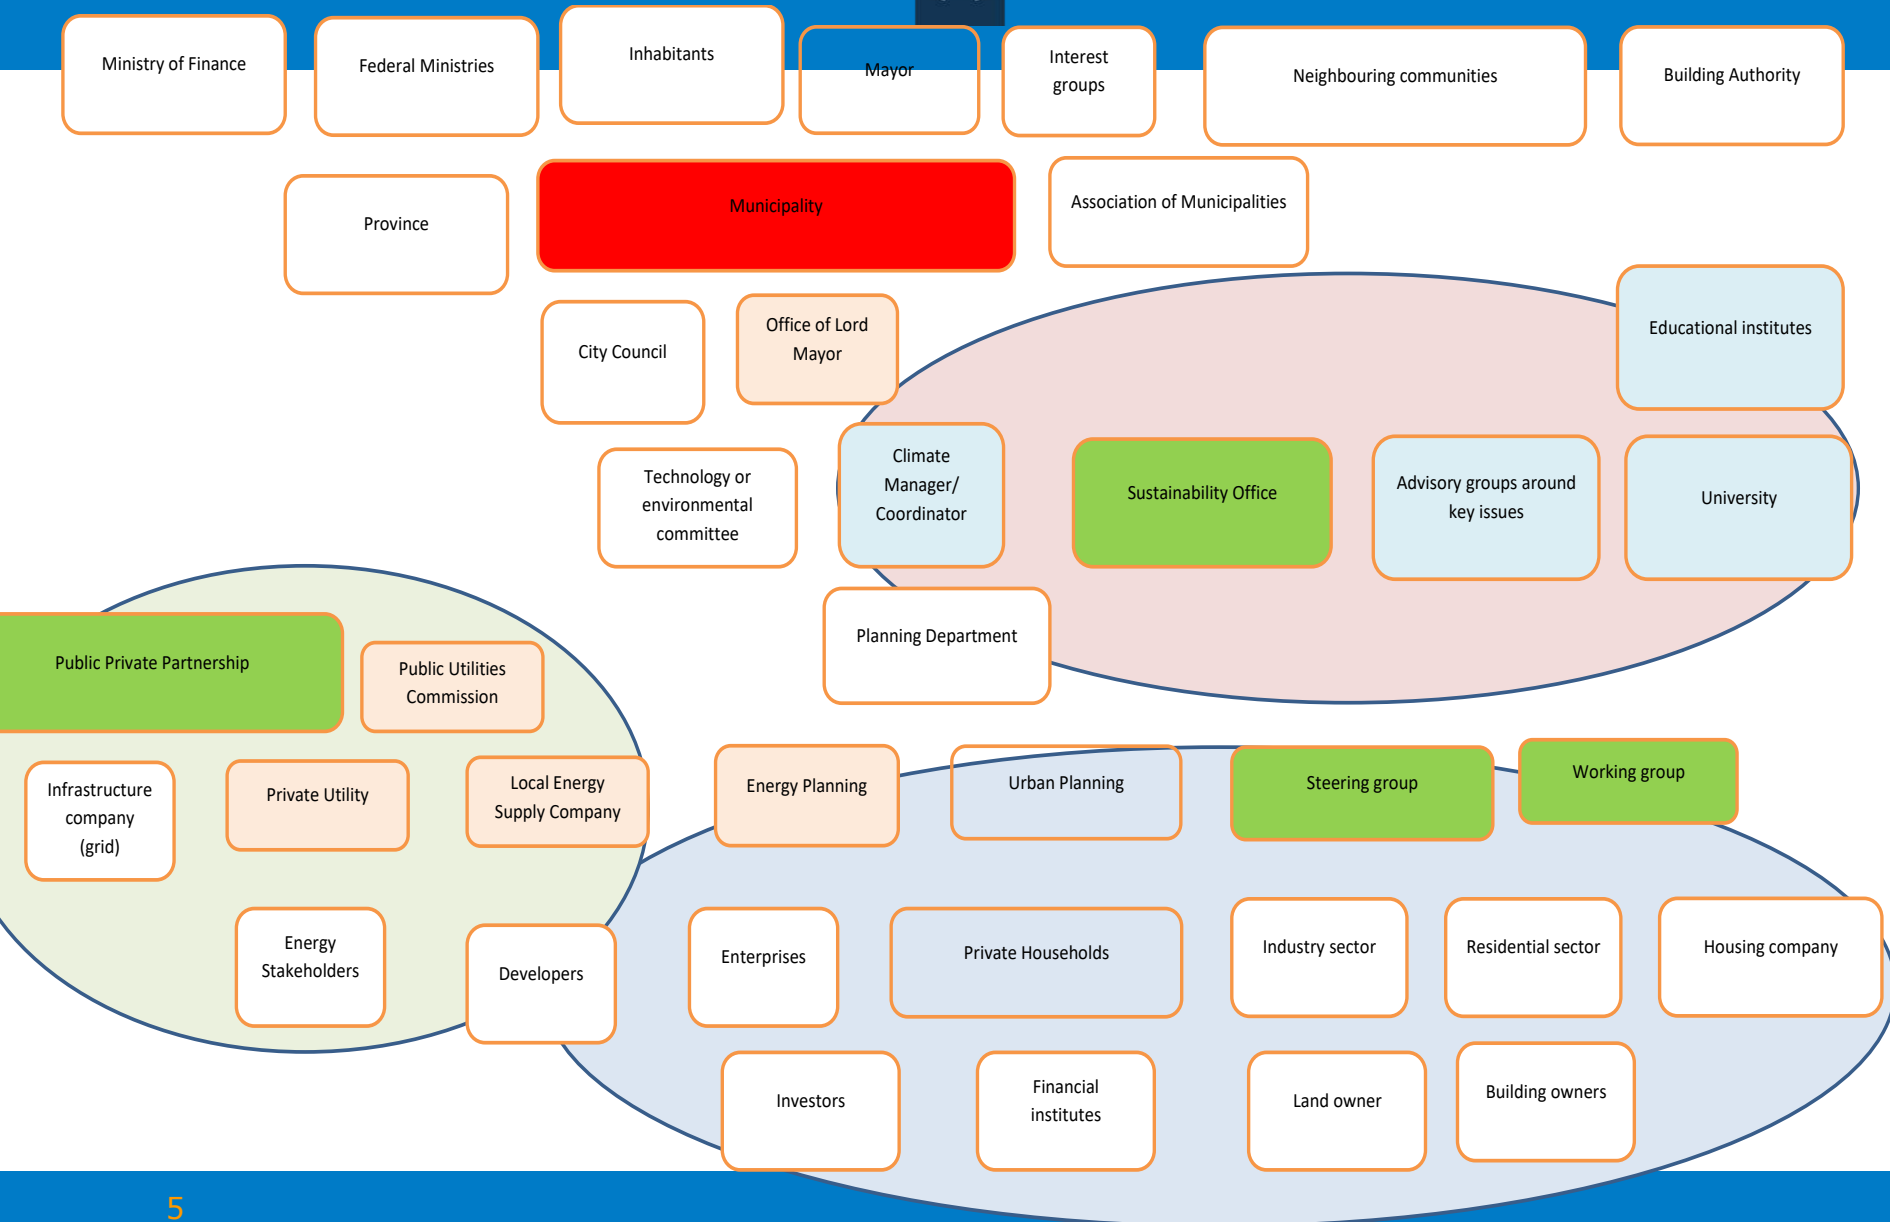 Ministry of Finance
Federal Ministries
Inhabitants
Mayor
Interest
groups
Neighbouring communities
Building Authority
Province
Municipality
Association of Municipalities
City Council
Office of Lord
Mayor
Educational institutes
Technology or
environmental
committee
Climate
Manager/
Coordinator
Sustainability Office
Advisory groups around
key issues
University
Planning Department
Public Private Partnership
Public Utilities
Commission
Infrastructure
company
(grid)
Private Utility
Local Energy
Supply Company
Energy Planning
Urban Planning
Steering group
Working group
Energy
Stakeholders
Developers
Enterprises
Private Households
Industry sector
Residential sector
Housing company
Investors
Financial
institutes
Land owner
Building owners
5